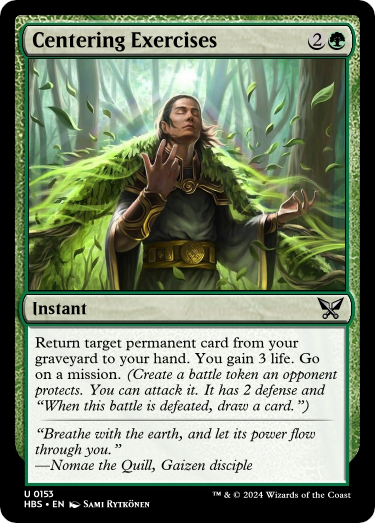 Centering Exercises 2
Instant
Return target permanent card from your
graveyard to your hand. You gain 3 life. Go
on a mission. (Create a battle token an opponent
protects. You can attack it. It has 2 defense and
“When this battle is defeated, draw a card.”)
“Breathe with the earth, and let its power flow
through you.”
—Nomae the Quill, Gaizen disciple
U 0153
HBS • EN SAMI RYTKÖNEN
™ & © 2024 Wizards of the Coast